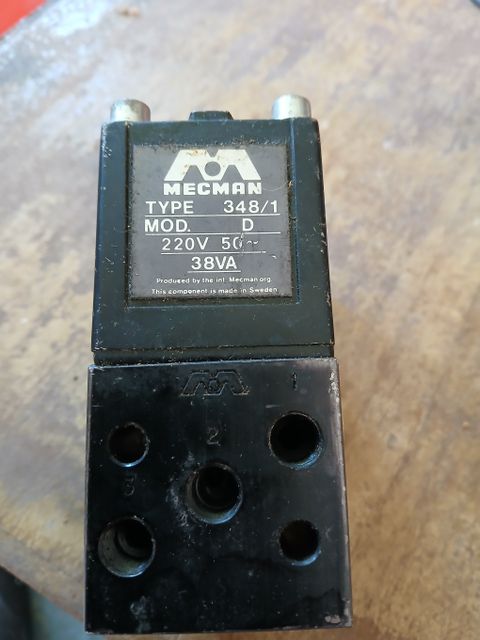 MECMAN
TYPE 348/1
MOD. D
220V 50~
38VA
Produced by the int. Mecman org.
This component is made in Sweden
1
2
3